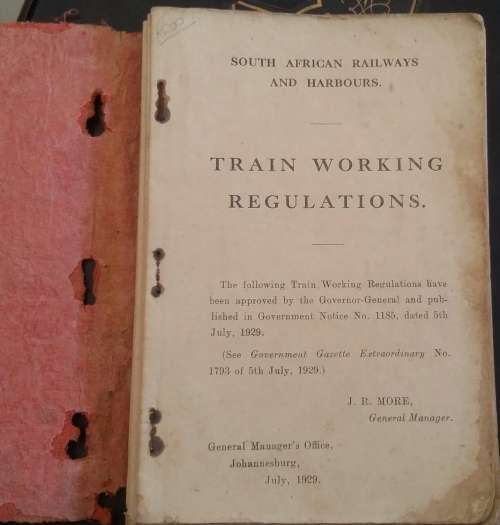 SOUTH AFRICAN RAILWAYS
AND HARBOURS.
TRAIN WORKING
REGULATIONS.
The following Train Working Regulations have
been approved by the Governor-General and pub-
lished in Government Notice No. 1185, dated 5th
July, 1929.
(See Government Gazette Extraordinary No.
1793 of 5th July, 1929.)
J. R. MORE,
General Manager.
General Manager's Office,
Johannesburg,
July, 1929.